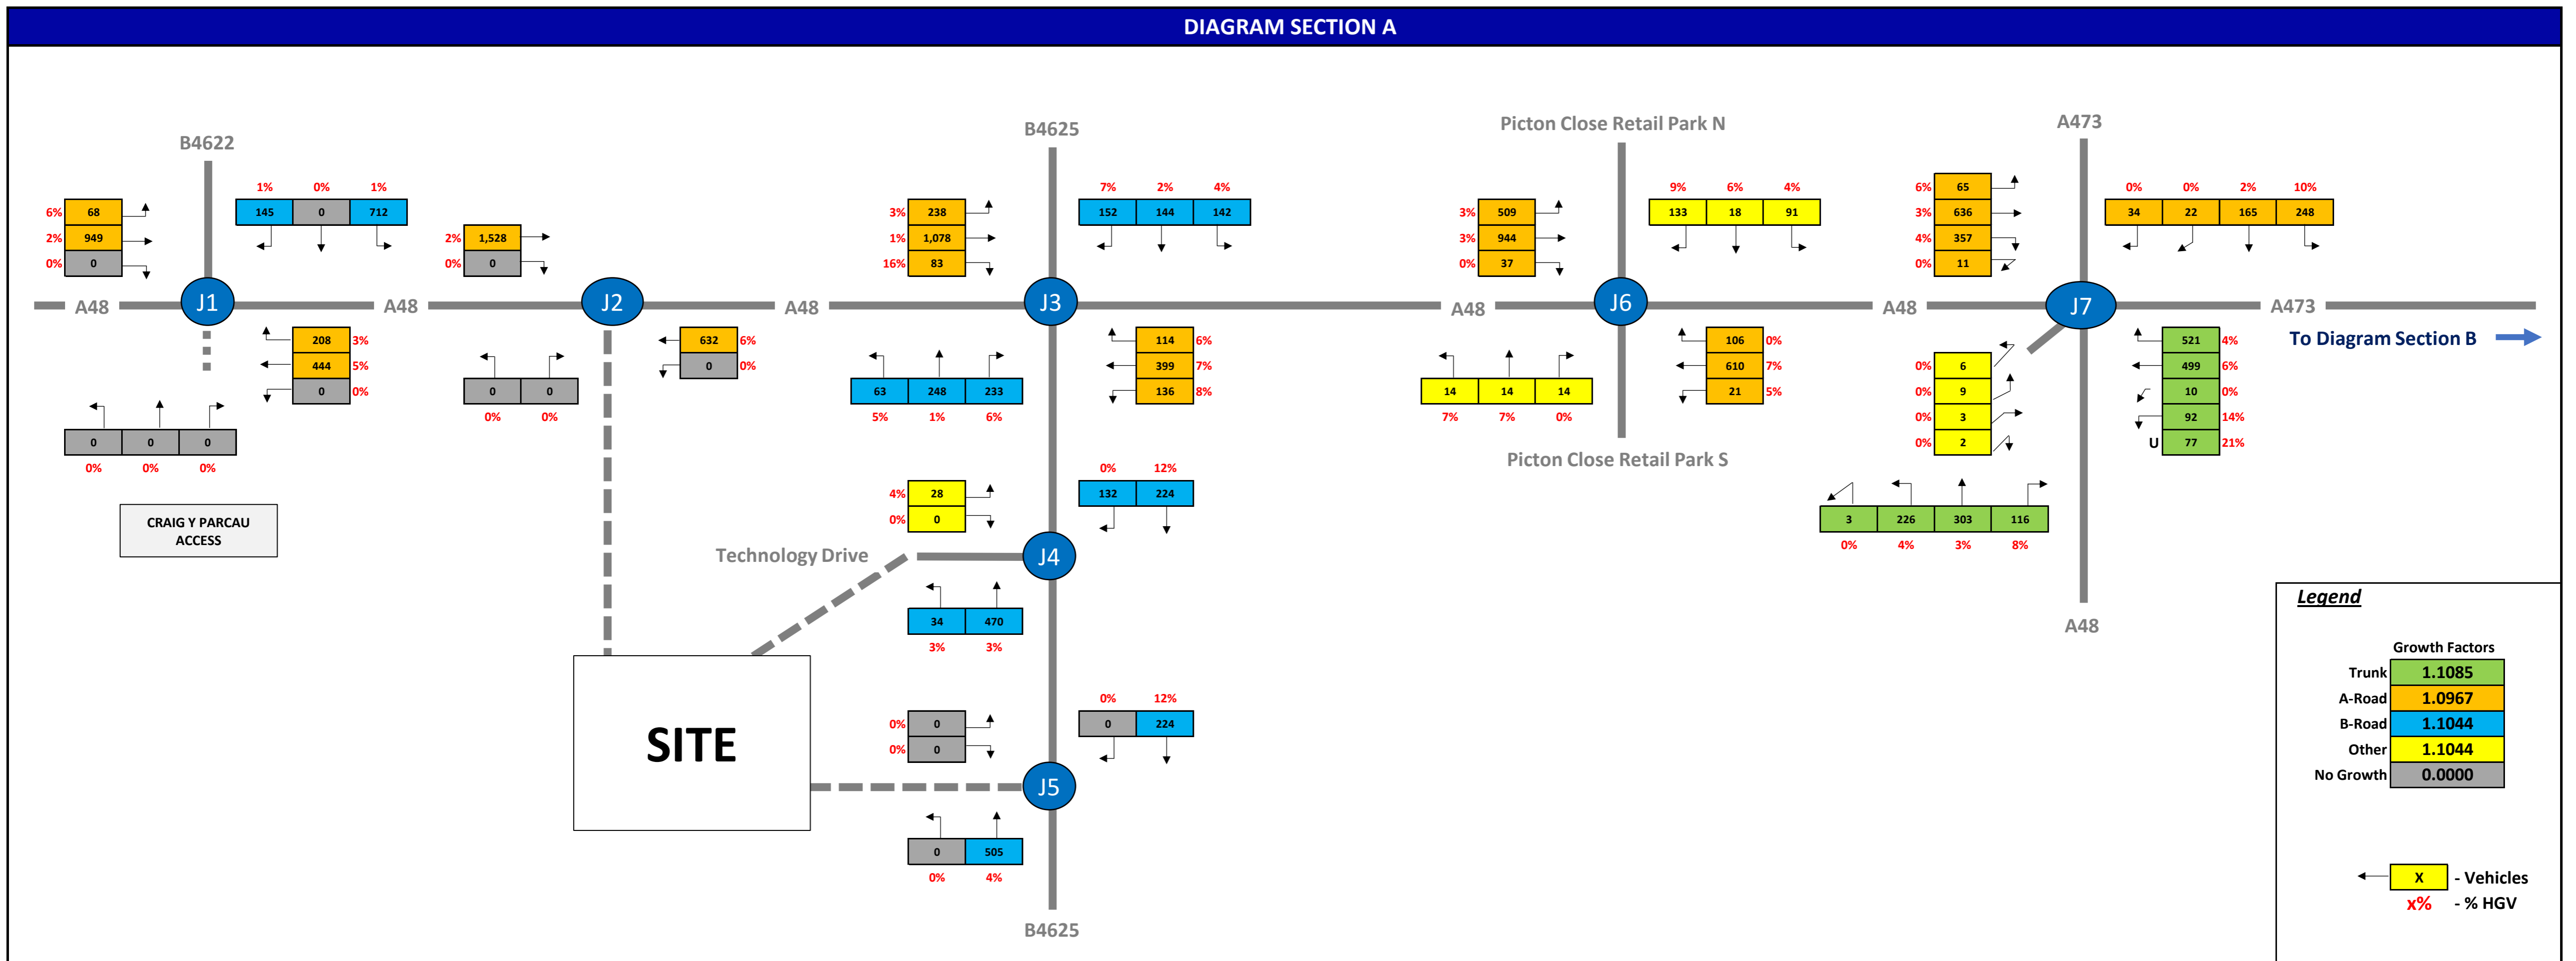 DIAGRAM SECTION A
B4622
B4625
Picton Close Retail Park N
A473
1% 0% 1%
145 0 712
6% 68
2% 949
0% 0
2% 1,528
0% 0
7% 2% 4%
152 144 142
3% 238
1% 1,078
16% 83
9% 6% 4%
133 18 91
3% 509
3% 944
0% 37
6% 65
3% 636
4% 357
0% 11
0% 0% 2% 10%
34 22 165 248
A48 J1 A48 J2 A48 J3 A48 J6 A48 J7 A473
To Diagram Section B
208 3%
444 5%
0 0%
0 0 0
0% 0% 0%
CRAIG Y PARCAU
ACCESS
632 6%
0 0%
0 0
0% 0%
114 6%
399 7%
136 8%
63 248 233
5% 1% 6%
106 0%
610 7%
21 5%
14 14 14
7% 7% 0%
Picton Close Retail Park S
0% 6
0% 9
0% 3
0% 2
521 4%
499 6%
10 0%
92 14%
U 77 21%
3 226 303 116
0% 4% 3% 8%
A48
4% 28
0% 0
0% 12%
132 224
Technology Drive J4
34 470
3% 3%
SITE
0% 0
0% 0
0% 12%
0 224
J5
0 505
0% 4%
B4625
Legend
Growth Factors
Trunk 1.1085
A-Road 1.0967
B-Road 1.1044
Other 1.1044
No Growth 0.0000
X - Vehicles
x% - % HGV